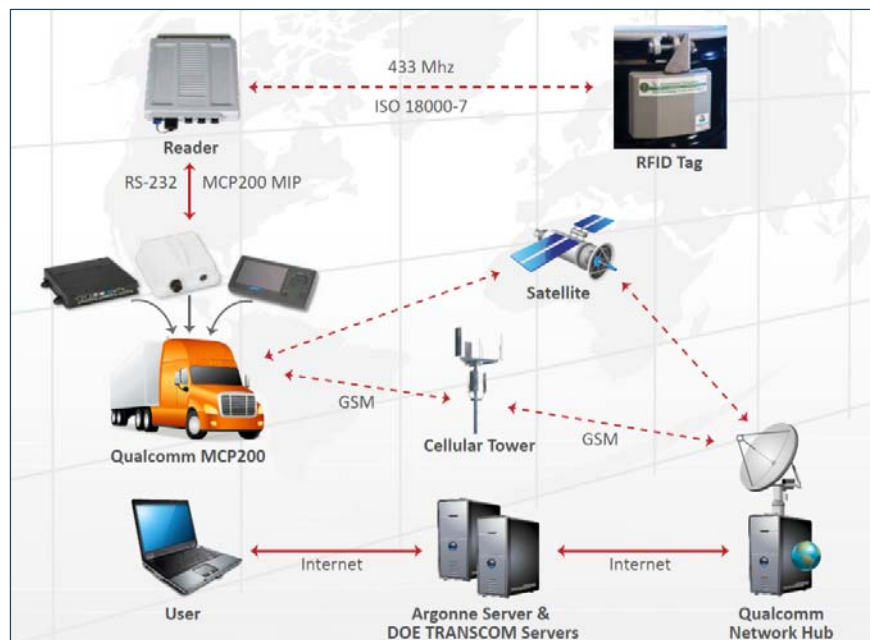 433 Mhz
ISO 18000-7
Reader
RFID Tag
RS-232
MCP200 MIP
Satellite
GSM
Cellular Tower
GSM
Qualcomm MCP200
Internet
Internet
User
Argonne Server &
DOE TRANSCOM Servers
Qualcomm
Network Hub